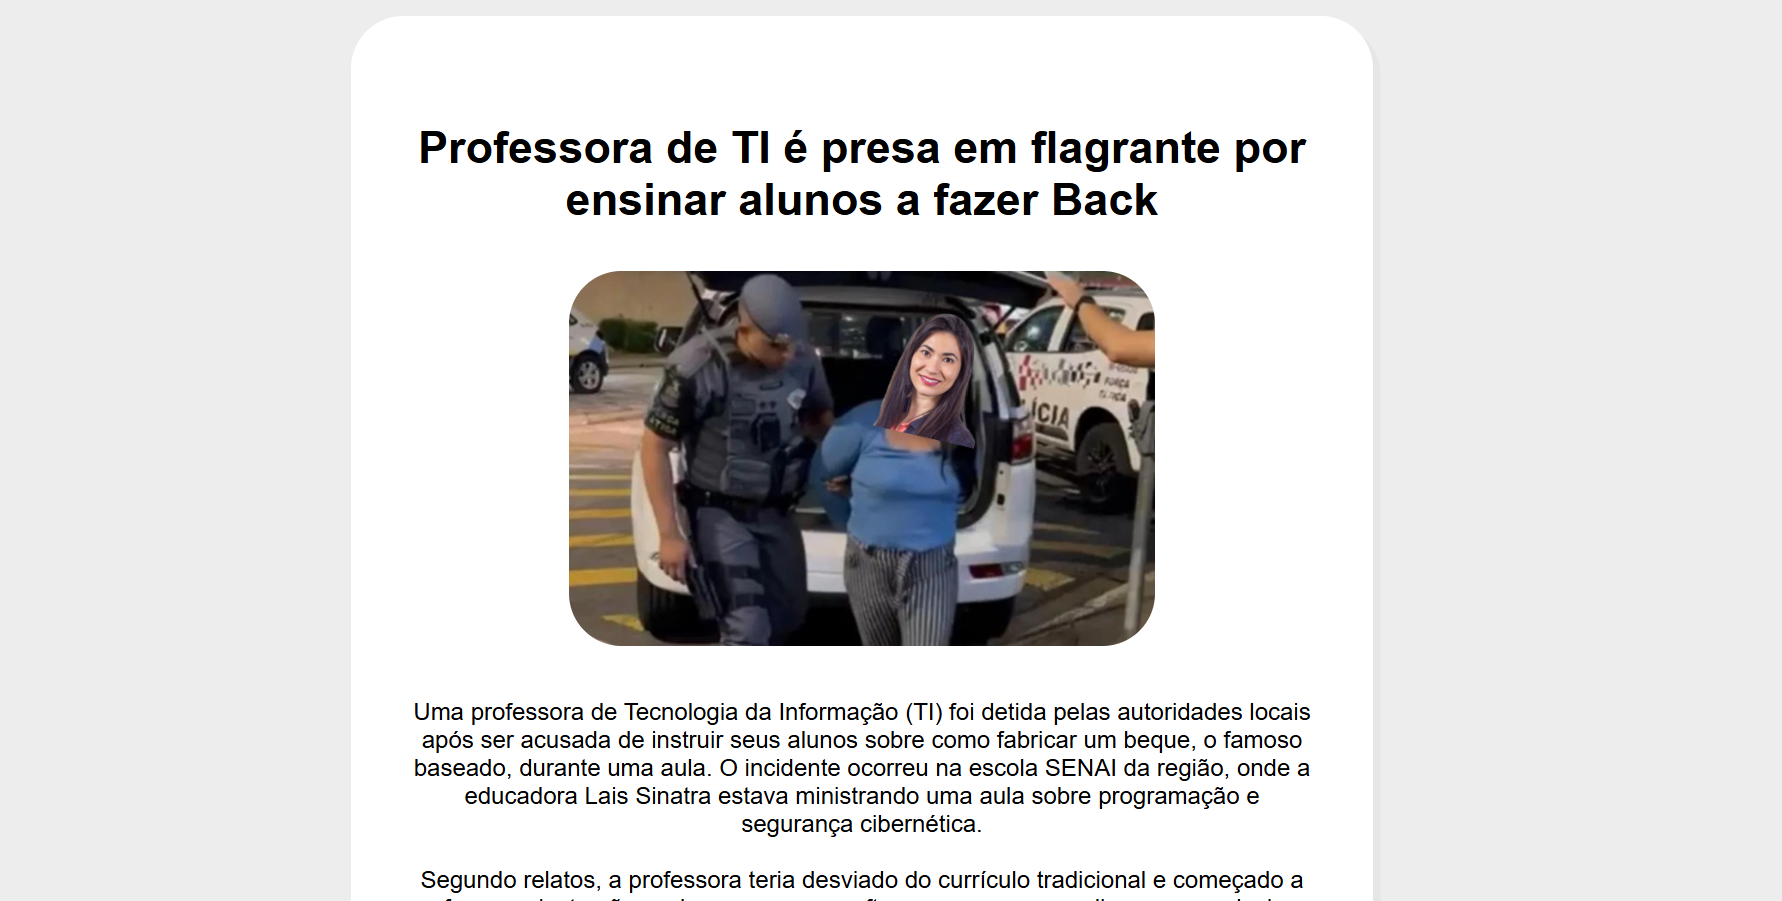 Professora de TI é presa em flagrante por
ensinar alunos a fazer Back
ÍCIA
Uma professora de Tecnologia da Informação (TI) foi detida pelas autoridades locais
após ser acusada de instruir seus alunos sobre como fabricar um beque, o famoso
baseado, durante uma aula. O incidente ocorreu na escola SENAI da região, onde a
educadora Lais Sinatra estava ministrando uma aula sobre programação e
segurança cibernética.
Segundo relatos, a professora teria desviado do currículo tradicional e começado a